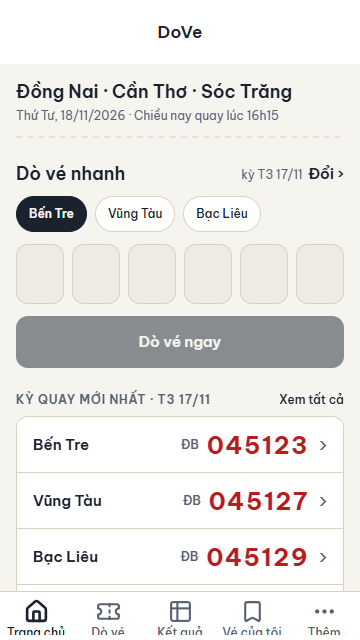 DoVe
Đồng Nai · Cần Thơ · Sóc Trăng
Thứ Tư, 18/11/2026 · Chiều nay quay lúc 16h15
Dò vé nhanh
kỳ T3 17/11 Đổi ›
Bến Tre
Vũng Tàu
Bạc Liêu
Dò vé ngay
KỲ QUAY MỚI NHẤT · T3 17/11
Xem tất cả
Bến Tre ĐB 045123 ›
Vũng Tàu ĐB 045127 ›
Bạc Liêu ĐB 045129 ›
Trang chủ
Dò vé
Kết quả
Vé của tôi
Thêm